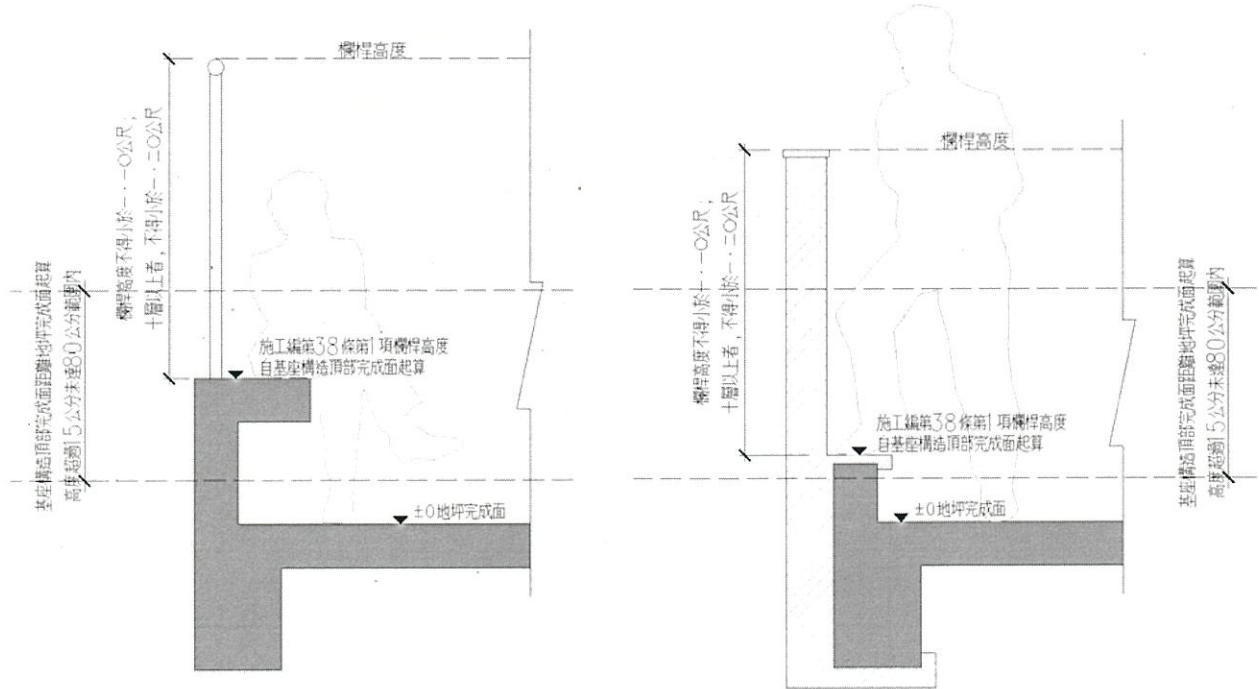 欄桿高度
欄桿高度不得小於一．一〇公尺；
十層以上者，不得小於一．二〇公尺
基座構造頂部完成面距離地坪完成面起算
高度超過15公分未達80公分範圍內
施工編第38條第1項欄桿高度
自基座構造頂部完成面起算
±0地坪完成面
欄桿高度
欄桿高度不得小於一．一〇公尺；
十層以上者，不得小於一．二〇公尺
施工編第38條第1項欄桿高度
自基座構造頂部完成面起算
±0地坪完成面
基座構造頂部完成面距離地坪完成面起算
高度超過15公分未達80公分範圍內